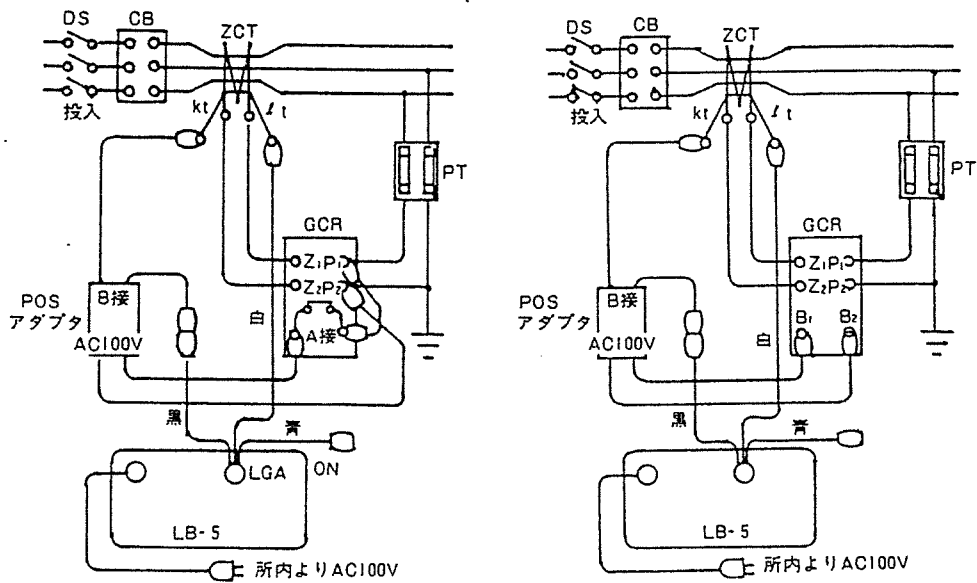 DS CB ZCT
投入 kt ℓt
PT
GCR
Z₁P₁
Z₂P₂
POS
アダプタ
B接
AC100V
A接
白
黒 青
LGA ON
LB-5
所内よりAC100V
DS CB ZCT
投入 kt ℓt
PT
GCR
Z₁P₁
Z₂P₂
POS
アダプタ
B接
AC100V
B₁ B₂
白
黒 青
LB-5
所内よりAC100V